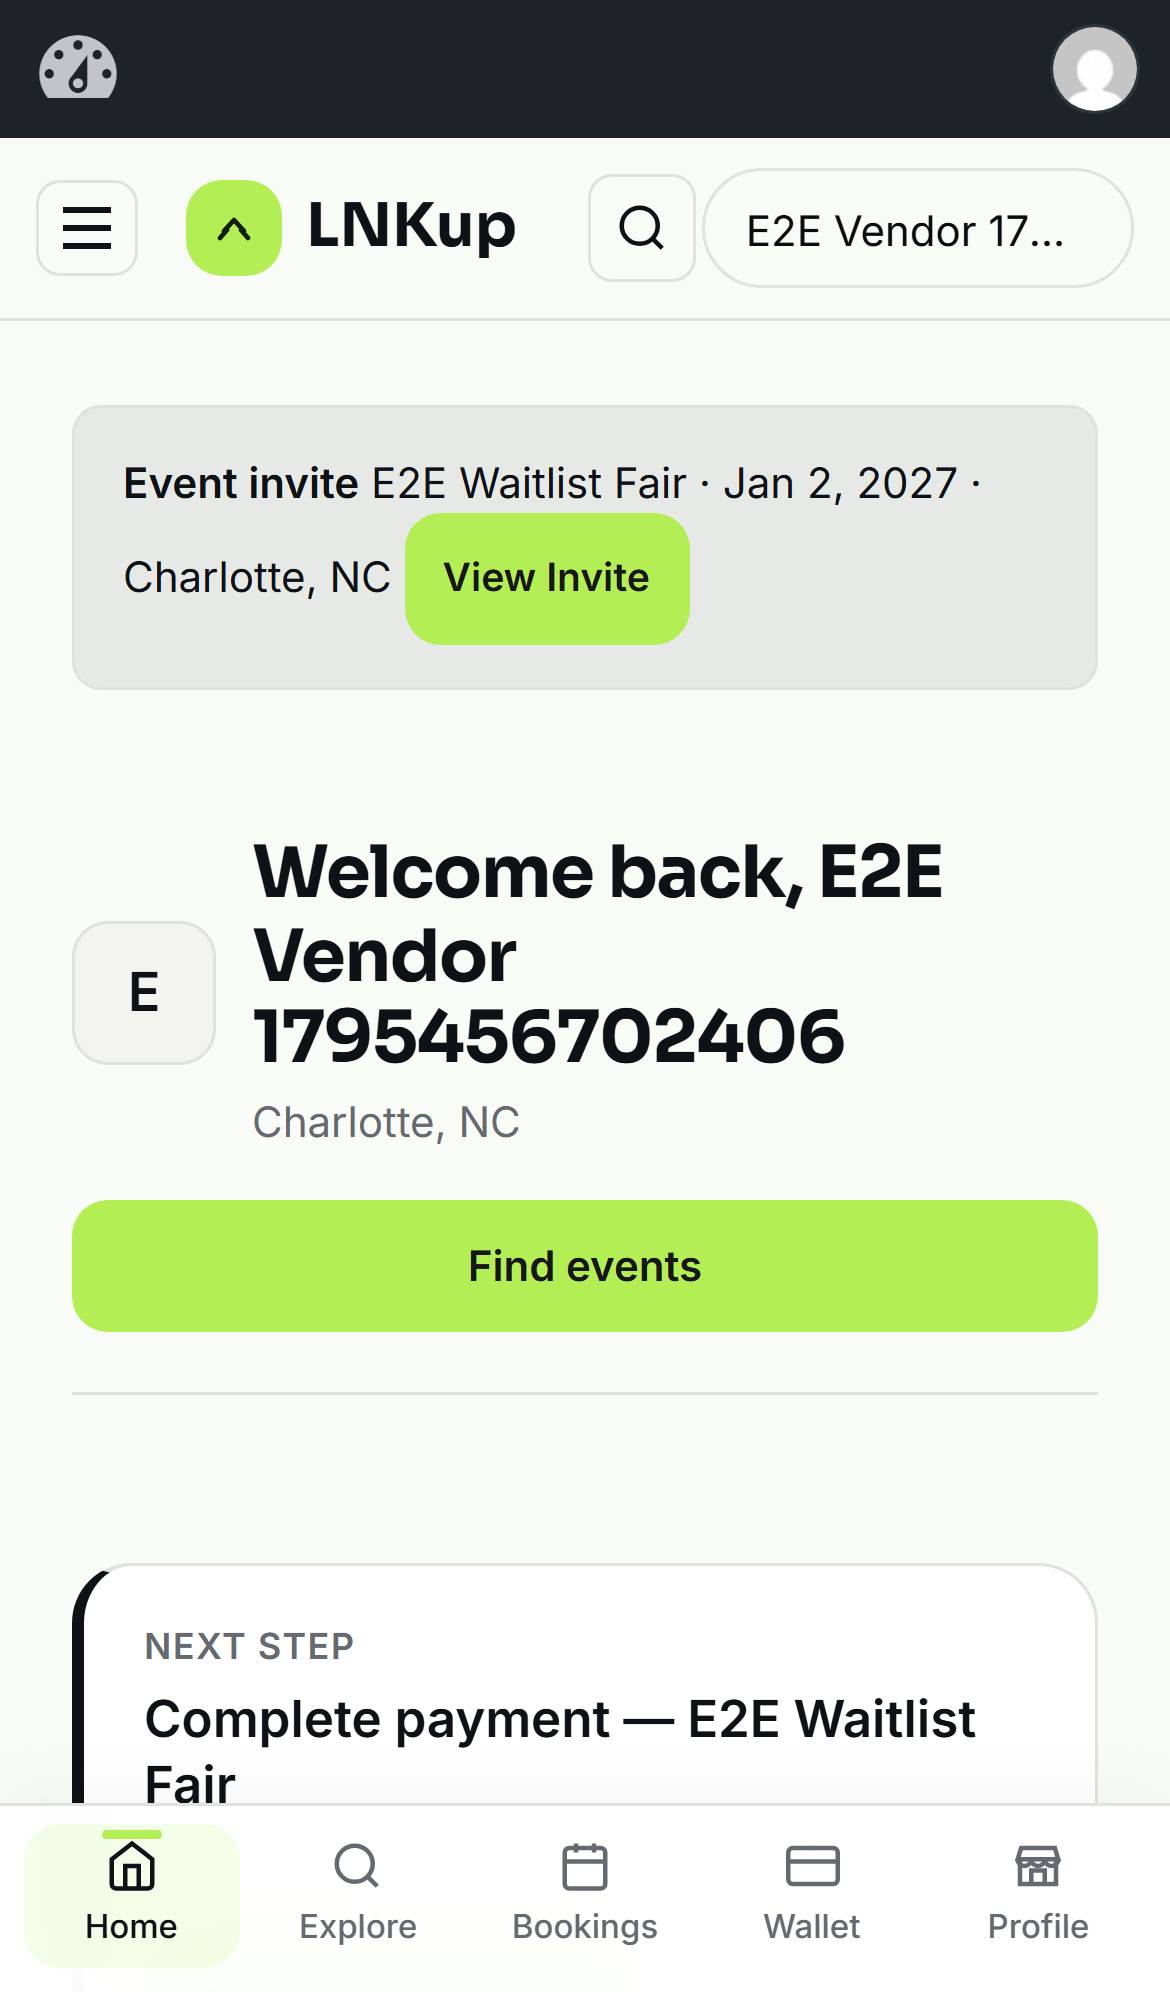 LNKup
E2E Vendor 17...
Event invite E2E Waitlist Fair · Jan 2, 2027 ·
Charlotte, NC View Invite
E
Welcome back, E2E
Vendor
1795456702406
Charlotte, NC
Find events
NEXT STEP
Complete payment — E2E Waitlist
Fair
Home Explore Bookings Wallet Profile